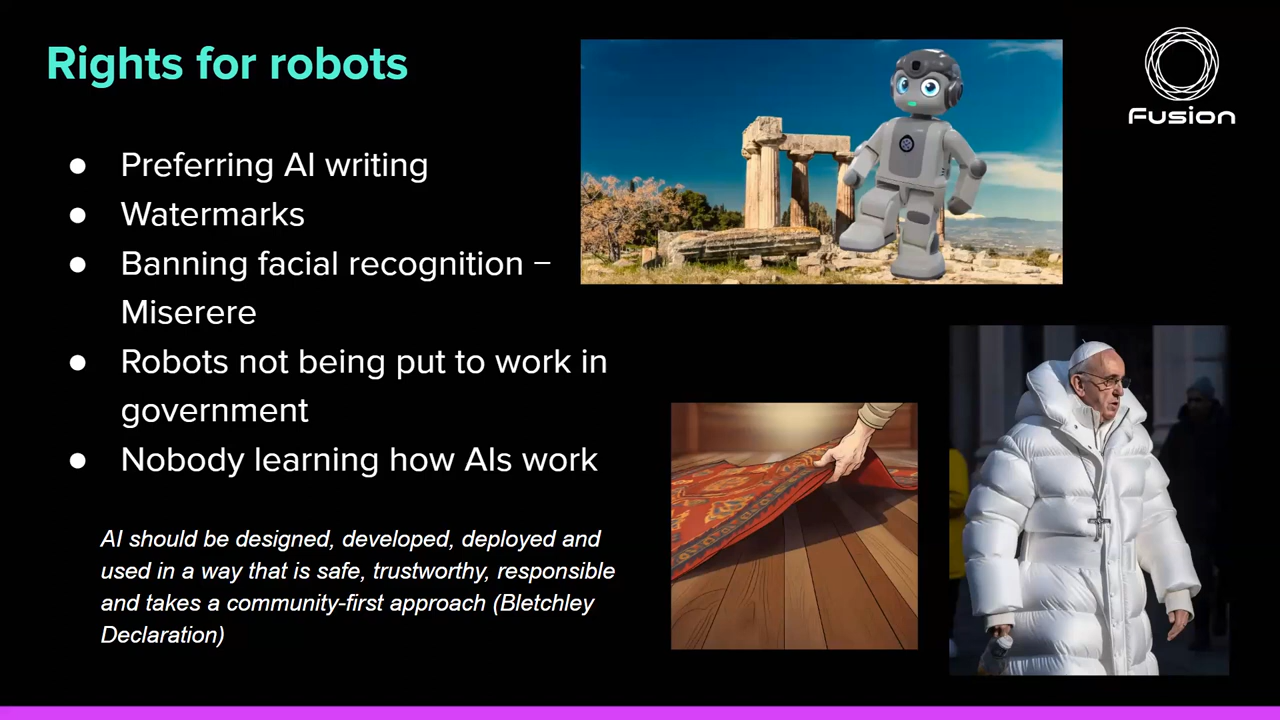 Rights for robots
Fusion
● Preferring AI writing
● Watermarks
● Banning facial recognition –
Miserere
● Robots not being put to work in
government
● Nobody learning how AIs work
AI should be designed, developed, deployed and
used in a way that is safe, trustworthy, responsible
and takes a community-first approach (Bletchley
Declaration)